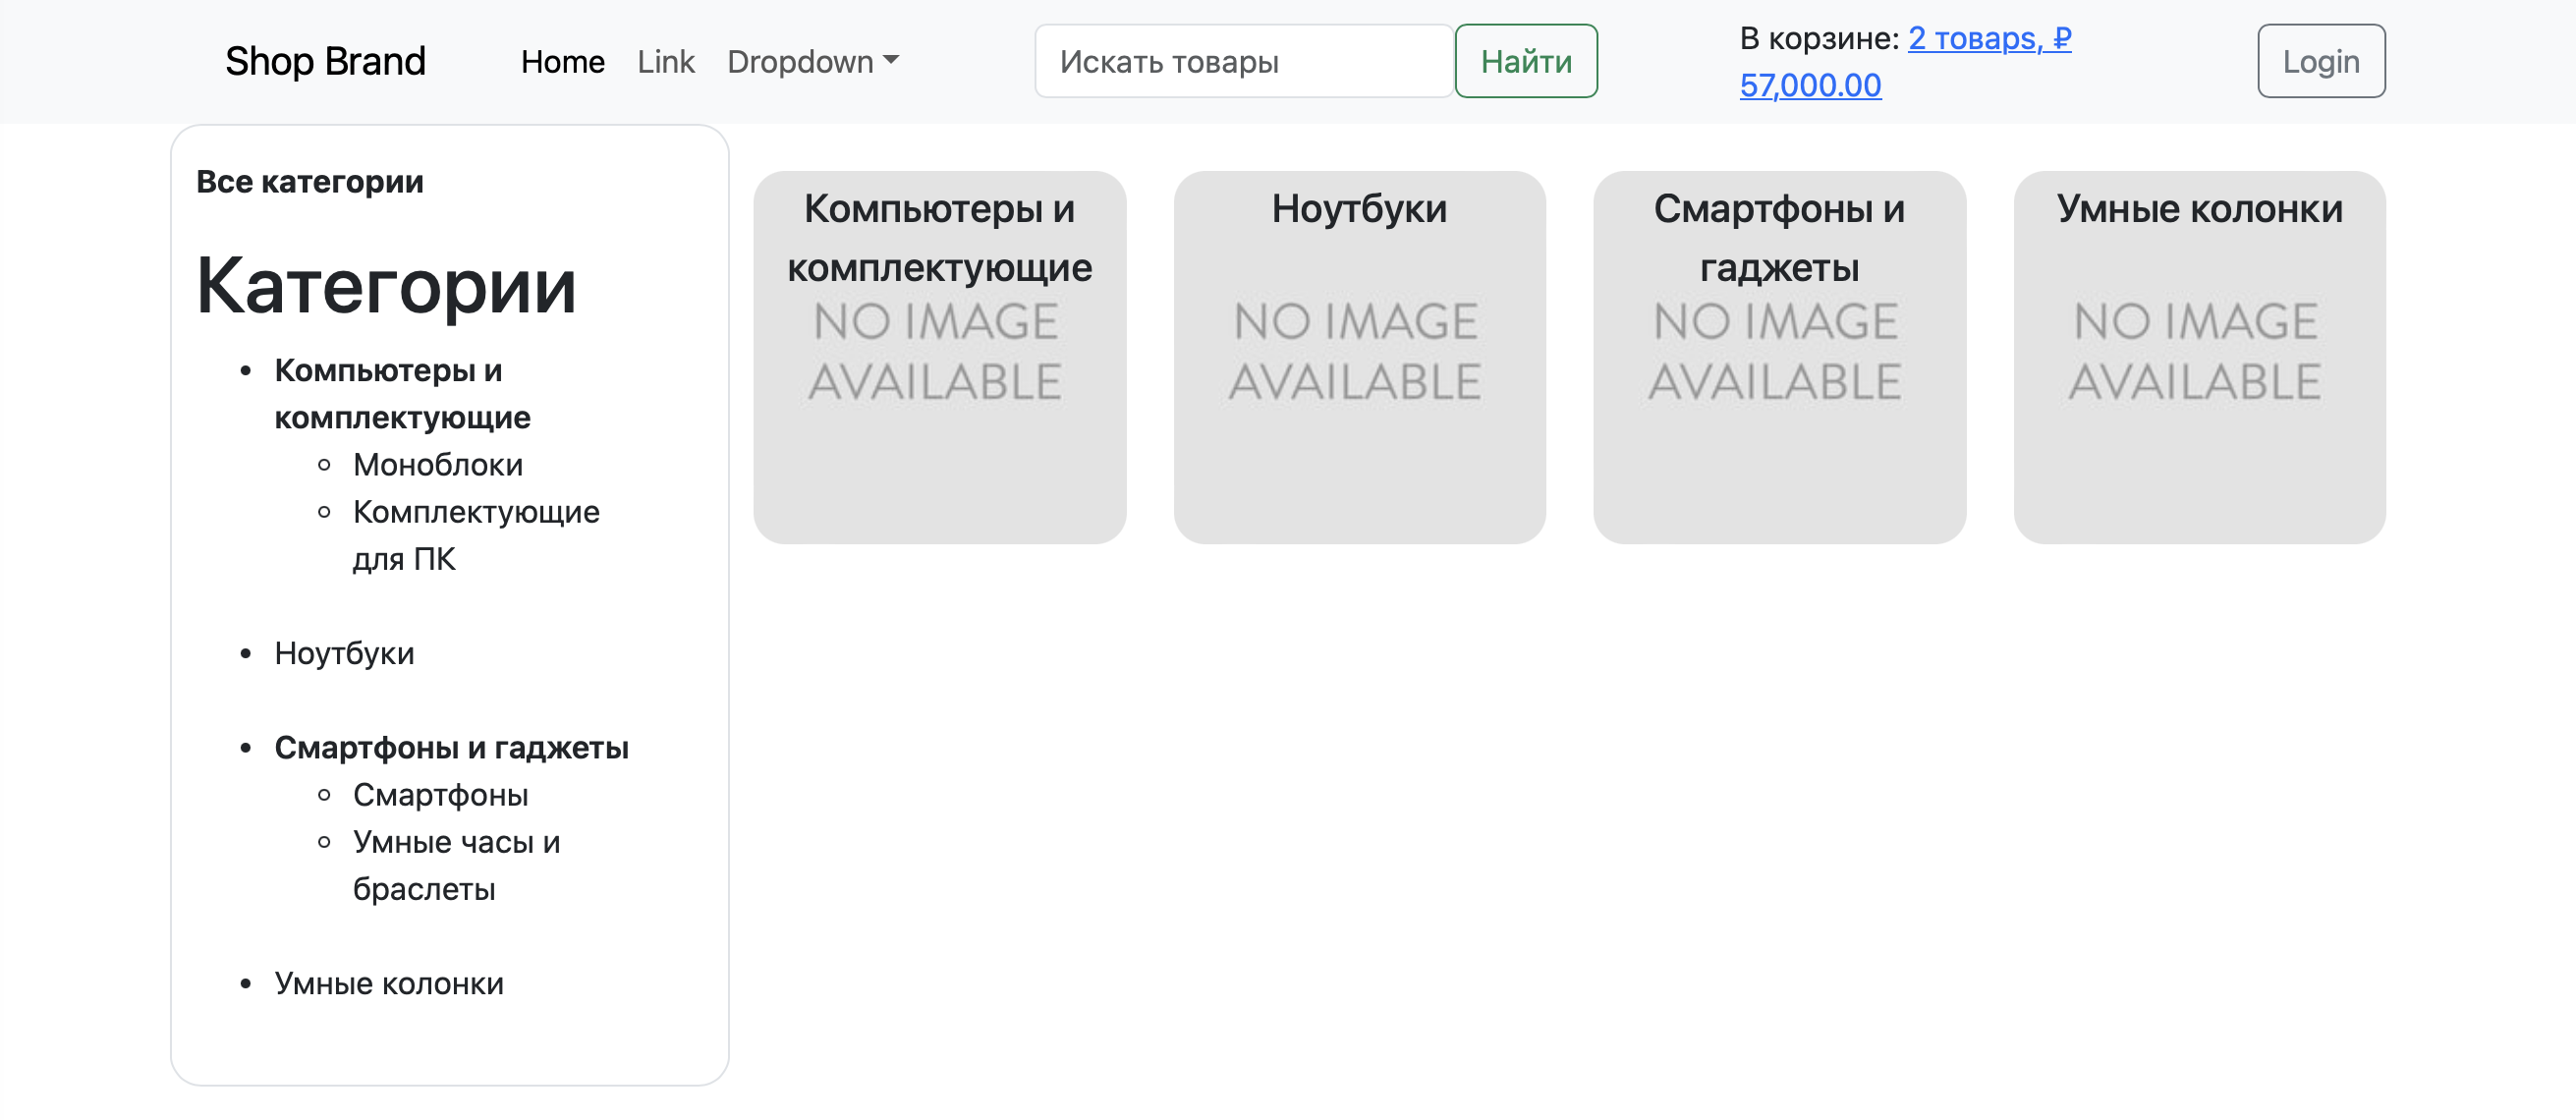 Shop Brand
Home
Link
Dropdown
Искать товары
Найти
В корзине: 2 товарs, ₽
57,000.00
Login
Все категории
Категории
Компьютеры и
комплектующие
Моноблоки
Комплектующие
для ПК
Ноутбуки
Смартфоны и гаджеты
Смартфоны
Умные часы и
браслеты
Умные колонки
Компьютеры и
комплектующие
NO IMAGE
AVAILABLE
Ноутбуки
NO IMAGE
AVAILABLE
Смартфоны и
гаджеты
NO IMAGE
AVAILABLE
Умные колонки
NO IMAGE
AVAILABLE